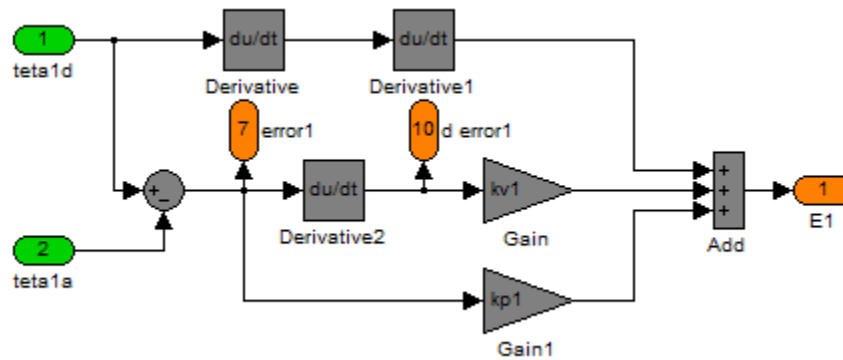 1
teta1d
du/dt
Derivative
du/dt
Derivative1
7
error1
10
d error1
+
−
du/dt
Derivative2
kv1
Gain
+
+
+
Add
1
E1
2
teta1a
kp1
Gain1